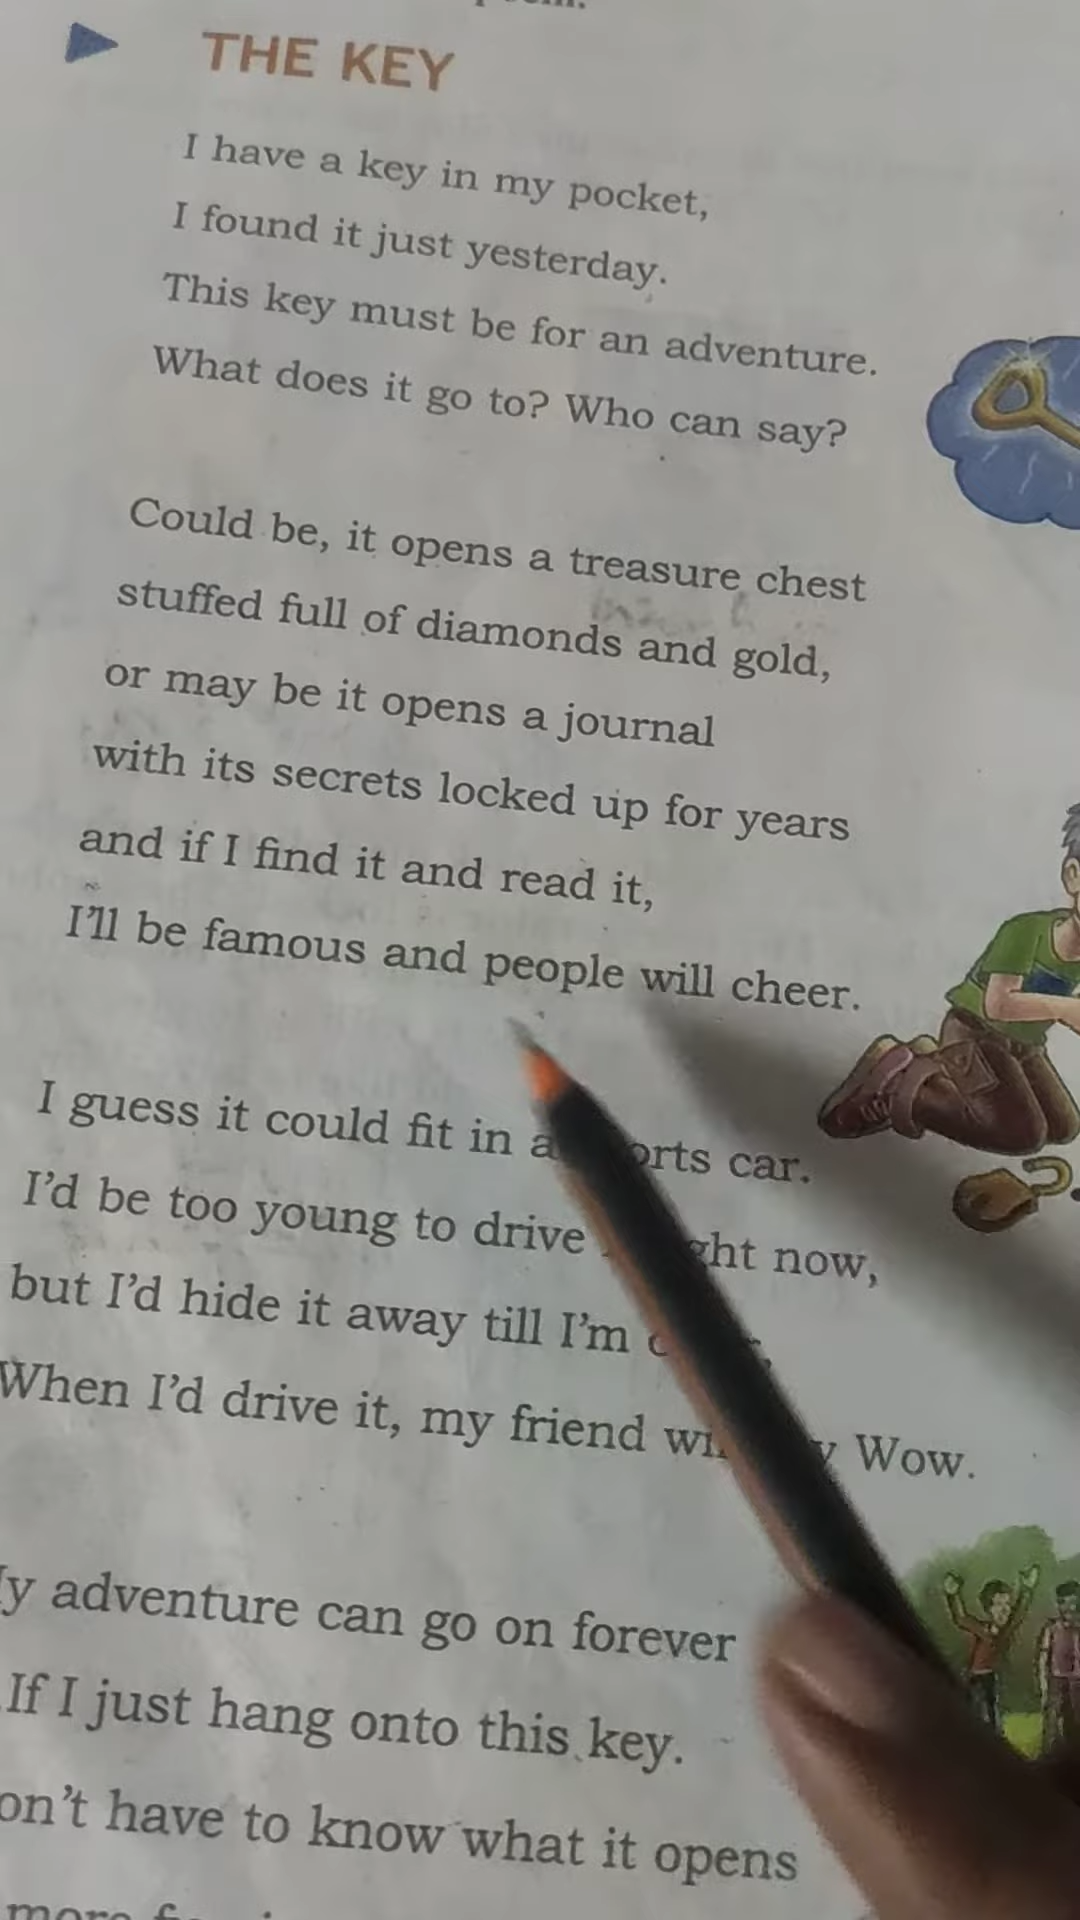 THE KEY
I have a key in my pocket,
I found it just yesterday.
This key must be for an adventure.
What does it go to? Who can say?
Could be, it opens a treasure chest
stuffed full of diamonds and gold,
or may be it opens a journal
with its secrets locked up for years
and if I find it and read it,
I'll be famous and people will cheer.
I guess it could fit in a car.
I'd be too young to drive now,
but I'd hide it away till I'm
When I'd drive it, my friend Wow.
adventure can go on forever
If I just hang onto this key.
have to know what it opens
more